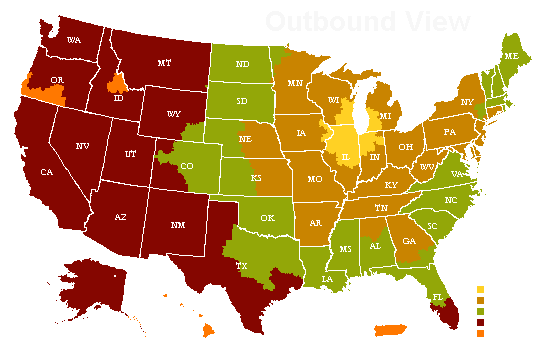 Outbound View
WA
ME
MT
ND
OR
MN
ID
SD
WI
NY
MI
WY
IA
PA
NE
NV
OH
UT
IL
IN
CO
WV
VA
CA
KS
MO
KY
NC
TN
AZ
NM
OK
AR
SC
MS
AL
GA
TX
LA
FL